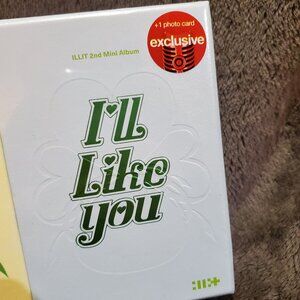 +1 photo card
exclusive
ILLIT 2nd Mini Album
I'll
Like
you